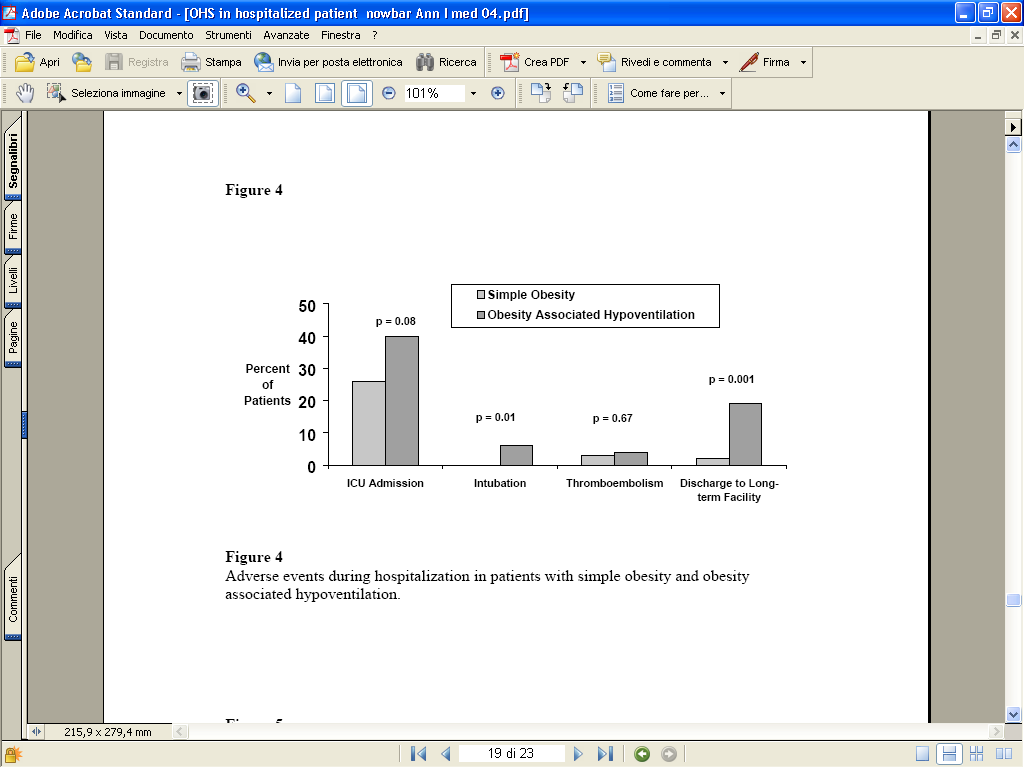 Adobe Acrobat Standard - [OHS in hospitalized patient nowbar Ann I med 04.pdf]
File Modifica Vista Documento Strumenti Avanzate Finestra ?
Apri Registra Stampa Invia per posta elettronica Ricerca Crea PDF Rivedi e commenta Firma
Seleziona immagine 101% Come fare per...
Segnalibri
Firme
Livelli
Pagine
Commenti
Figure 4
Simple Obesity
Obesity Associated Hypoventilation
50
40
30
20
10
0
Percent
of
Patients
p = 0.08
p = 0.01
p = 0.67
p = 0.001
ICU Admission
Intubation
Thromboembolism
Discharge to Long-
term Facility
Figure 4
Adverse events during hospitalization in patients with simple obesity and obesity
associated hypoventilation.
215,9 x 279,4 mm
19 di 23